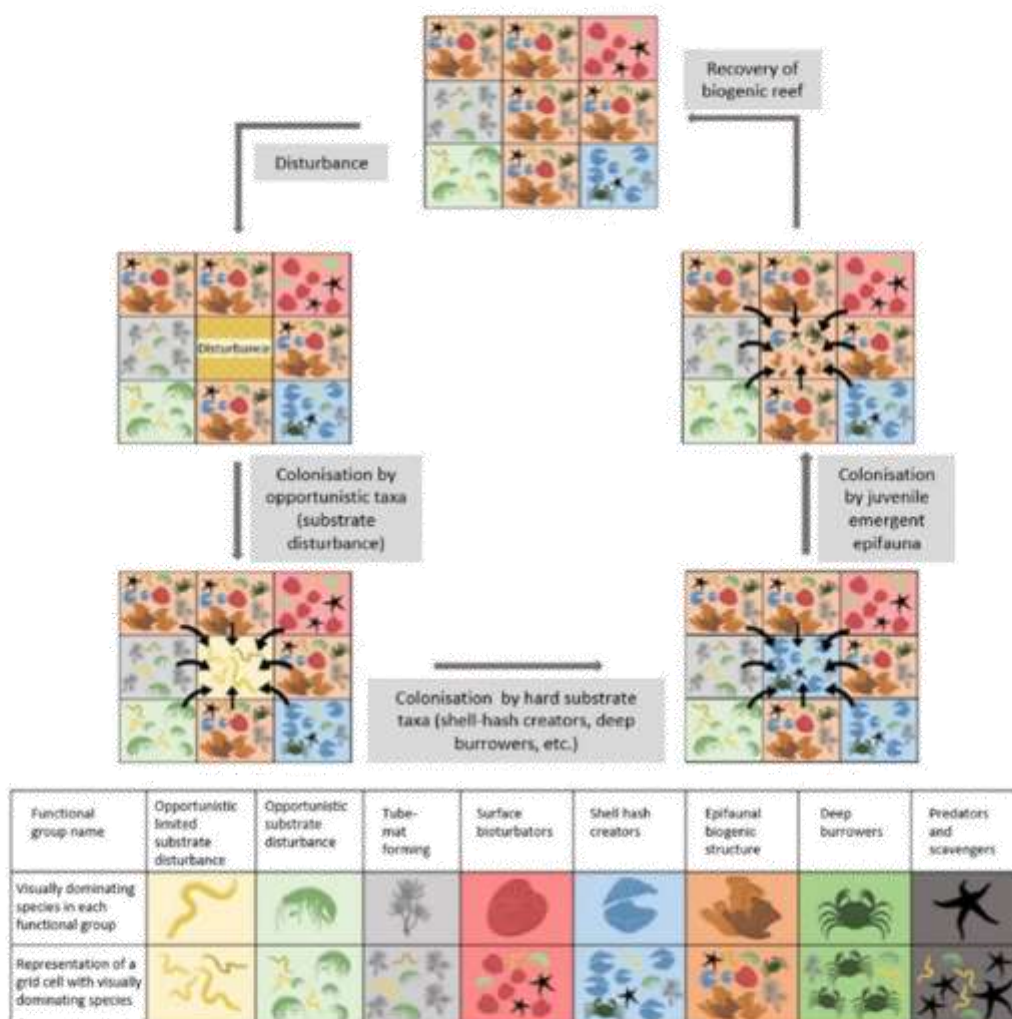 Recovery of
biogenic reef
Disturbance
Disturbance
Colonisation by
opportunistic taxa
(substrate
disturbance)
Colonisation
by juvenile
emergent
epifauna
Colonisation by hard substrate
taxa (shell-hash creators, deep
burrowers, etc.)
Functional
group name
Opportunistic
limited
substrate
disturbance
Opportunistic
substrate
disturbance
Tube-
mat
forming
Surface
bioturbators
Shell hash
creators
Epifaunal
biogenic
structure
Deep
burrowers
Predators
and
scavengers
Visually dominating
species in each
functional group
Representation of a
grid cell with visually
dominating species